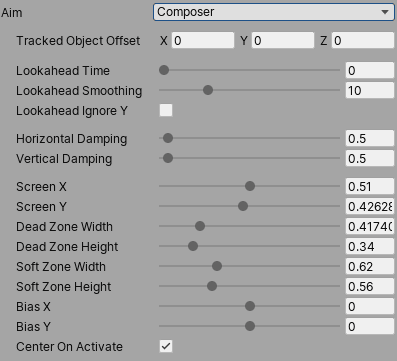 Aim Composer
Tracked Object Offset X 0 Y 0 Z 0
Lookahead Time 0
Lookahead Smoothing 10
Lookahead Ignore Y
Horizontal Damping 0.5
Vertical Damping 0.5
Screen X 0.51
Screen Y 0.42628
Dead Zone Width 0.4174
Dead Zone Height 0.34
Soft Zone Width 0.62
Soft Zone Height 0.56
Bias X 0
Bias Y 0
Center On Activate